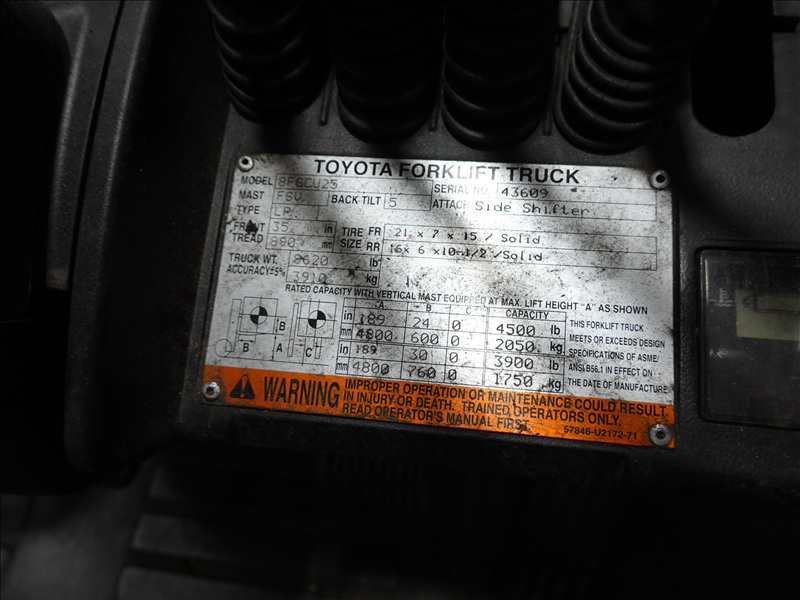 TOYOTA FORKLIFT TRUCK
MODEL 8FGCU25 SERIAL NO. 43609
MAST FSV BACK TILT 5 ATTACH Side Shifter
TYPE LP
FRONT 35 in TIRE FR 21 x 7 x 15 / Solid
TREAD 890 mm SIZE RR 16x 6 x10-1/2 /Solid
TRUCK WT. 8620 lb
ACCURACY±5% 3910 kg
RATED CAPACITY WITH VERTICAL MAST EQUIPPED AT MAX. LIFT HEIGHT "A" AS SHOWN
A B C CAPACITY
in 189 24 0 4500 lb THIS FORKLIFT TRUCK
mm 4800 600 0 2050 kg MEETS OR EXCEEDS DESIGN
in 189 30 0 3900 lb SPECIFICATIONS OF ASME/
mm 4800 760 0 1750 kg ANSI B56.1 IN EFFECT ON
THE DATE OF MANUFACTURE
B A C B
WARNING IMPROPER OPERATION OR MAINTENANCE COULD RESULT
IN INJURY OR DEATH. TRAINED OPERATORS ONLY.
READ OPERATOR'S MANUAL FIRST.
57846-U2172-71